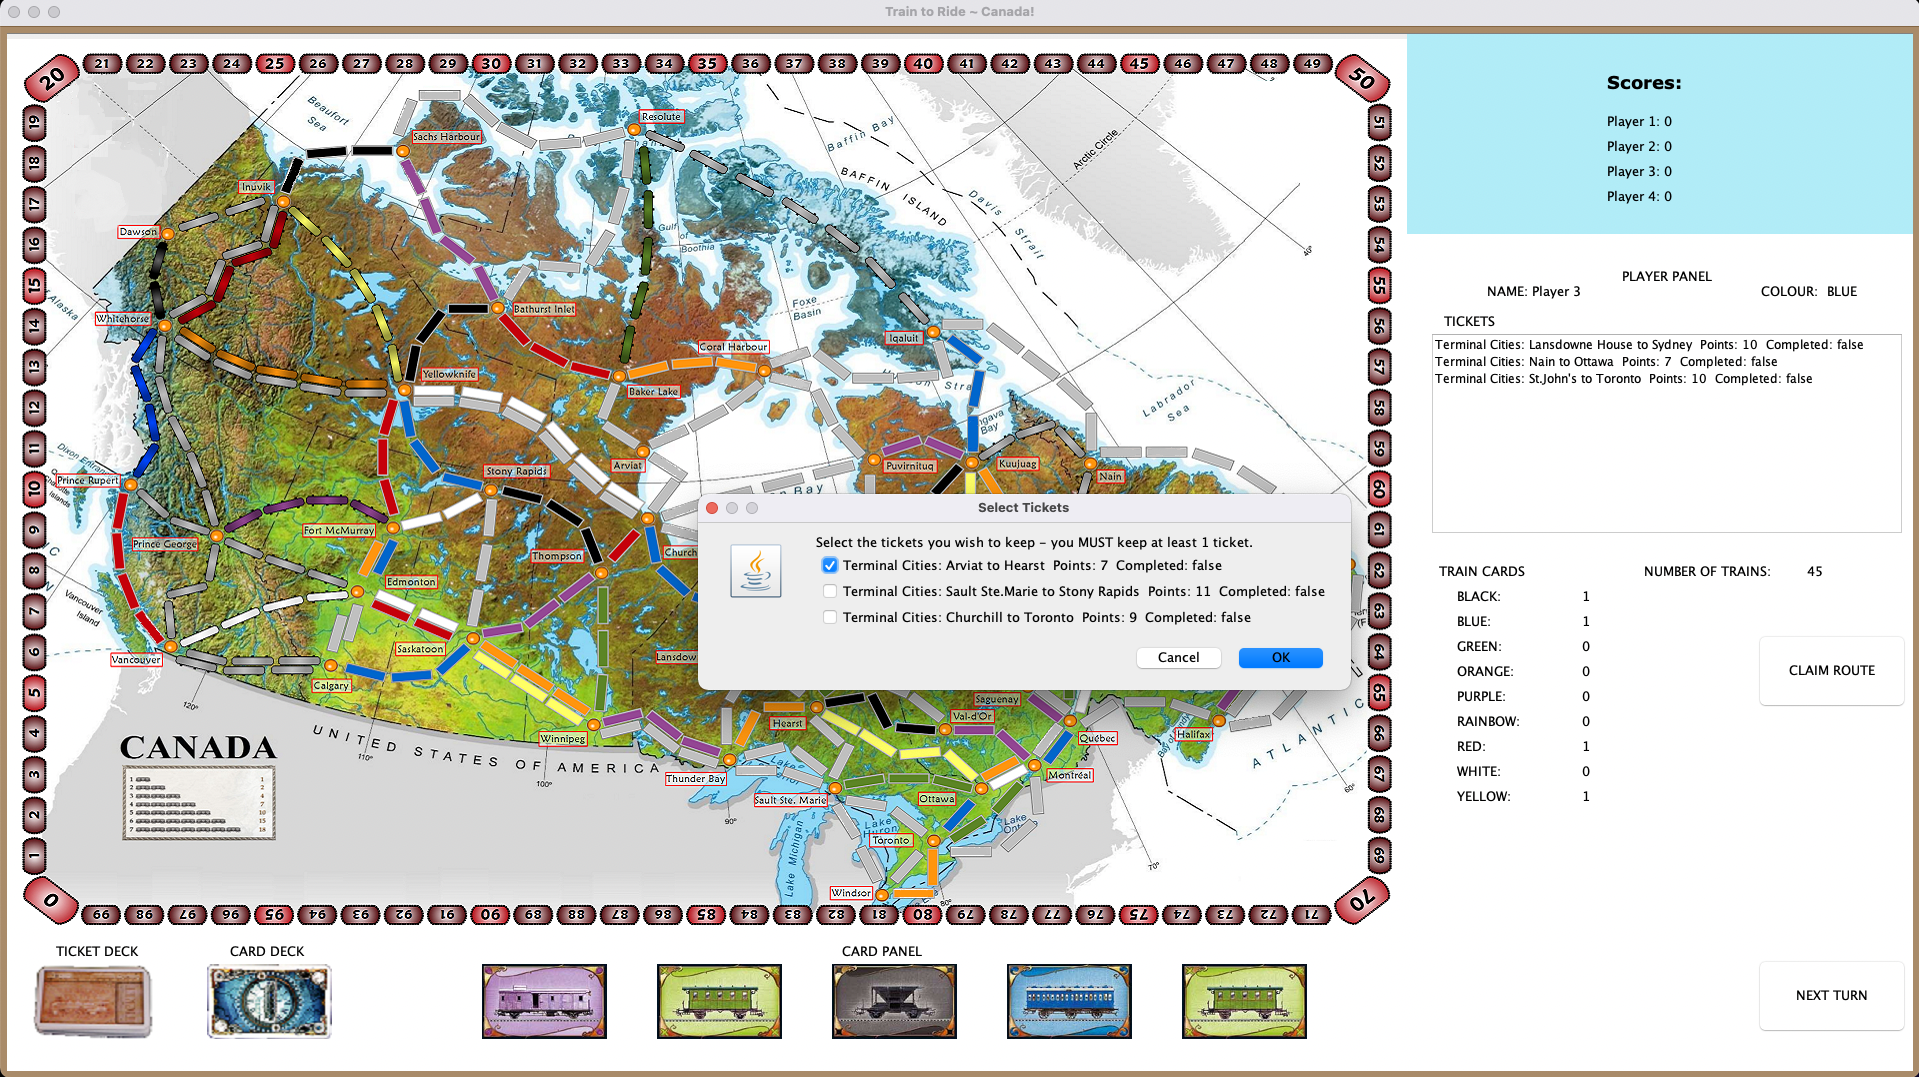 Train to Ride ~ Canada!
20 21 22 23 24 25 26 27 28 29 30 31 32 33 34 35 36 37 38 39 40 41 42 43 44 45 46 47 48 49 50
19
18
17
16
15
14
13
12
11
10
9
8
7
6
5
4
3
2
1
0
51
52
53
54
55
56
57
58
59
60
61
62
63
64
65
66
67
68
69
70
99 98 97 96 95 94 93 92 91 90 89 88 87 86 85 84 83 82 81 80 79 78 77 76 75 74 73 72 71
Beaufort
Sea
Sachs Harbour
Resolute
Baffin Bay
Arctic Circle
BAFFIN ISLAND
Davis Strait
Inuvik
Dawson
Gulf
of
Boothia
40°
Alaska
Whitehorse
Bathurst Inlet
Foxe
Basin
Iqaluit
Coral Harbour
Yellowknife
Baker Lake
Labrador
Sea
Dixon Entrance
Prince Rupert
Stony Rapids
Arviat
Puvirnituq
Kuujuag
Nain
Bay
Fort McMurray
Prince George
Thompson
Church
Edmonton
Vancouver
Island
Saskatoon
Lansdow
Vancouver
Calgary
Winnipeg
Hearst
Saguenay
Val-d'Or
Québec
Halifax
Montréal
Thunder Bay
Sault Ste. Marie
Ottawa
Toronto
Windsor
Lake Michigan
Lake
Huron
ATLANTIC
CANADA
UNITED STATES OF AMERICA
120°
110°
100°
90°
80°
70°
60°
1 1
2 2
3 4
4 7
5 10
6 15
7 18
Select Tickets
Select the tickets you wish to keep – you MUST keep at least 1 ticket.
Terminal Cities: Arviat to Hearst Points: 7 Completed: false
Terminal Cities: Sault Ste.Marie to Stony Rapids Points: 11 Completed: false
Terminal Cities: Churchill to Toronto Points: 9 Completed: false
Cancel OK
Scores:
Player 1: 0
Player 2: 0
Player 3: 0
Player 4: 0
PLAYER PANEL
NAME: Player 3 COLOUR: BLUE
TICKETS
Terminal Cities: Lansdowne House to Sydney Points: 10 Completed: false
Terminal Cities: Nain to Ottawa Points: 7 Completed: false
Terminal Cities: St.John's to Toronto Points: 10 Completed: false
TRAIN CARDS NUMBER OF TRAINS: 45
BLACK: 1
BLUE: 1
GREEN: 0
ORANGE: 0
PURPLE: 0
RAINBOW: 0
RED: 1
WHITE: 0
YELLOW: 1
CLAIM ROUTE
NEXT TURN
TICKET DECK CARD DECK CARD PANEL